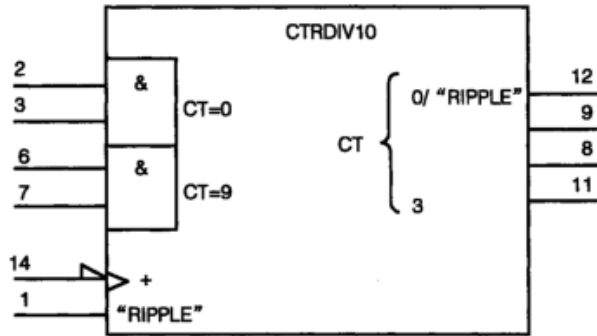 CTRDIV10
2
&
3
CT=0
6
&
7
CT=9
14
+
1
"RIPPLE"
CT
0/ "RIPPLE"
3
12
9
8
11